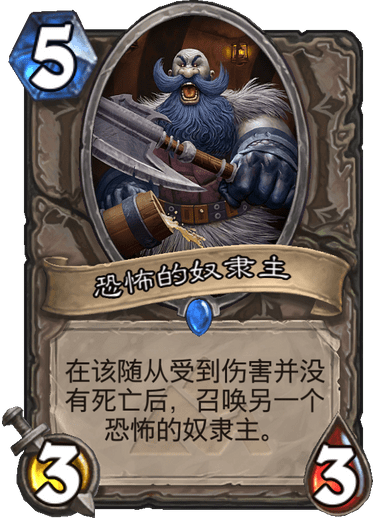 5
恐怖的奴隶主
在该随从受到伤害并没
有死亡后，召唤另一个
恐怖的奴隶主。
3
3